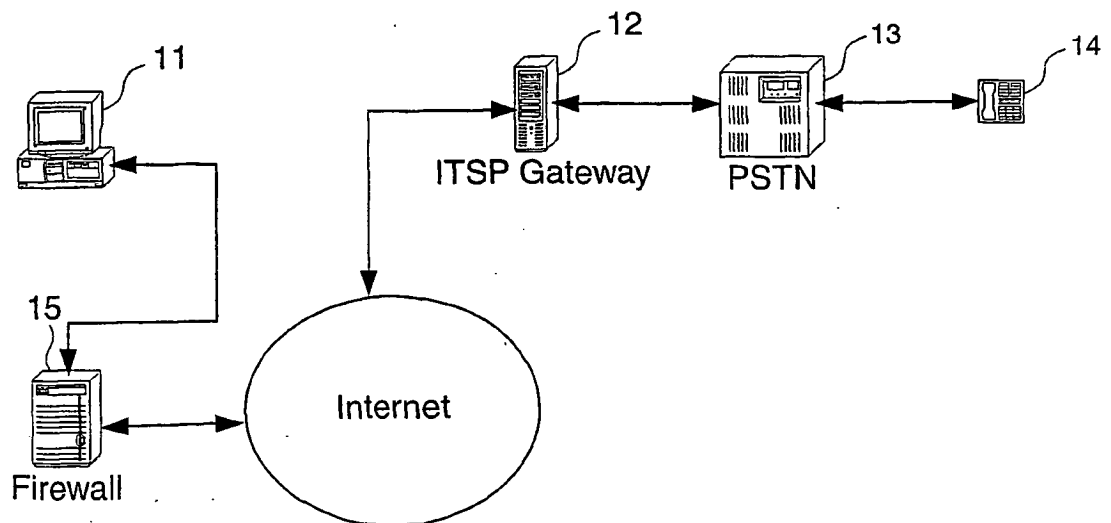 11
12
13
14
ITSP Gateway
PSTN
15
Internet
Firewall